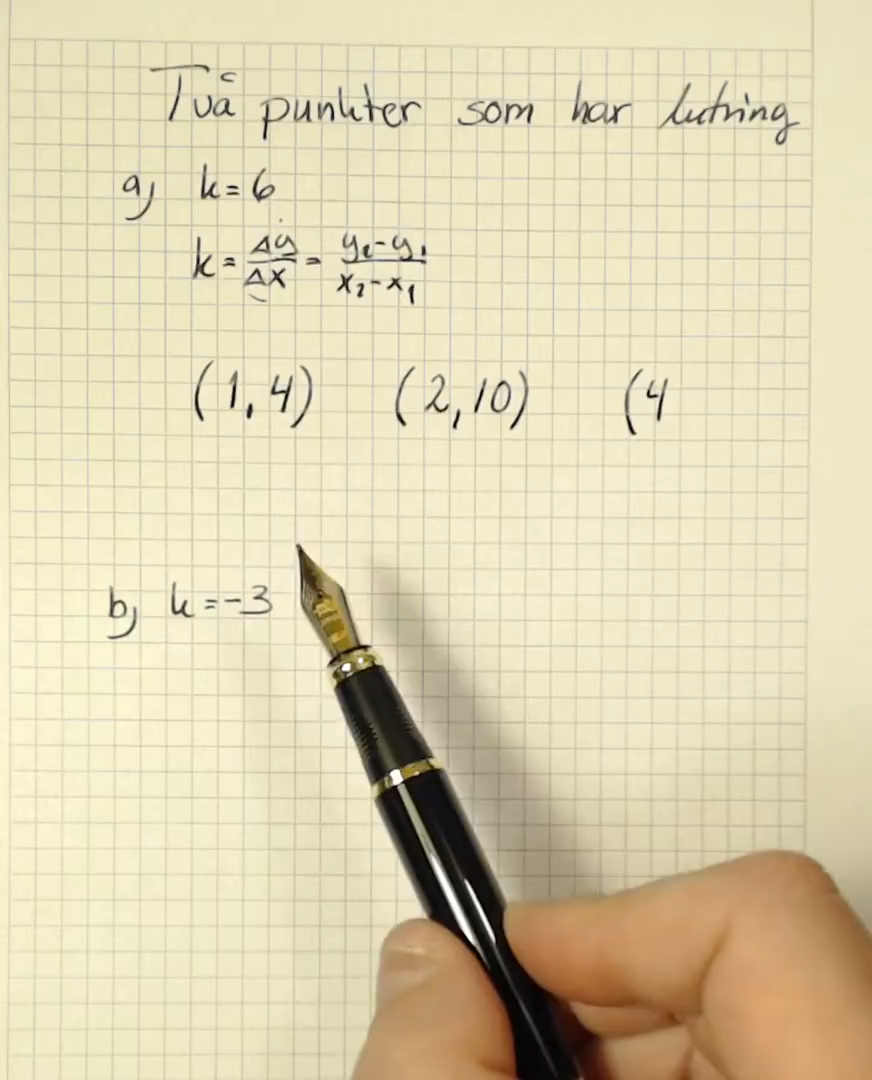 Två punkter som har lutning
a) k = 6
k = Δy/Δx = y₂-y₁/x₂-x₁
(1,4) (2,10) (4
b) k = -3